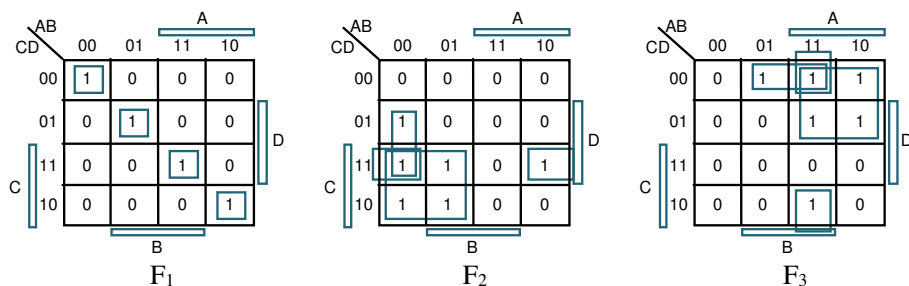 AB A AB A AB A
CD 00 01 11 10 CD 00 01 11 10 CD 00 01 11 10
00 1 0 0 0 00 0 0 0 0 00 0 1 1 1
01 0 1 0 0 D 01 1 0 0 0 D 01 0 0 1 1 D
C 11 0 0 1 0 C 11 1 1 0 1 C 11 0 0 0 0
10 0 0 0 1 10 1 1 0 0 10 0 0 1 0
B B B
F1 F2 F3